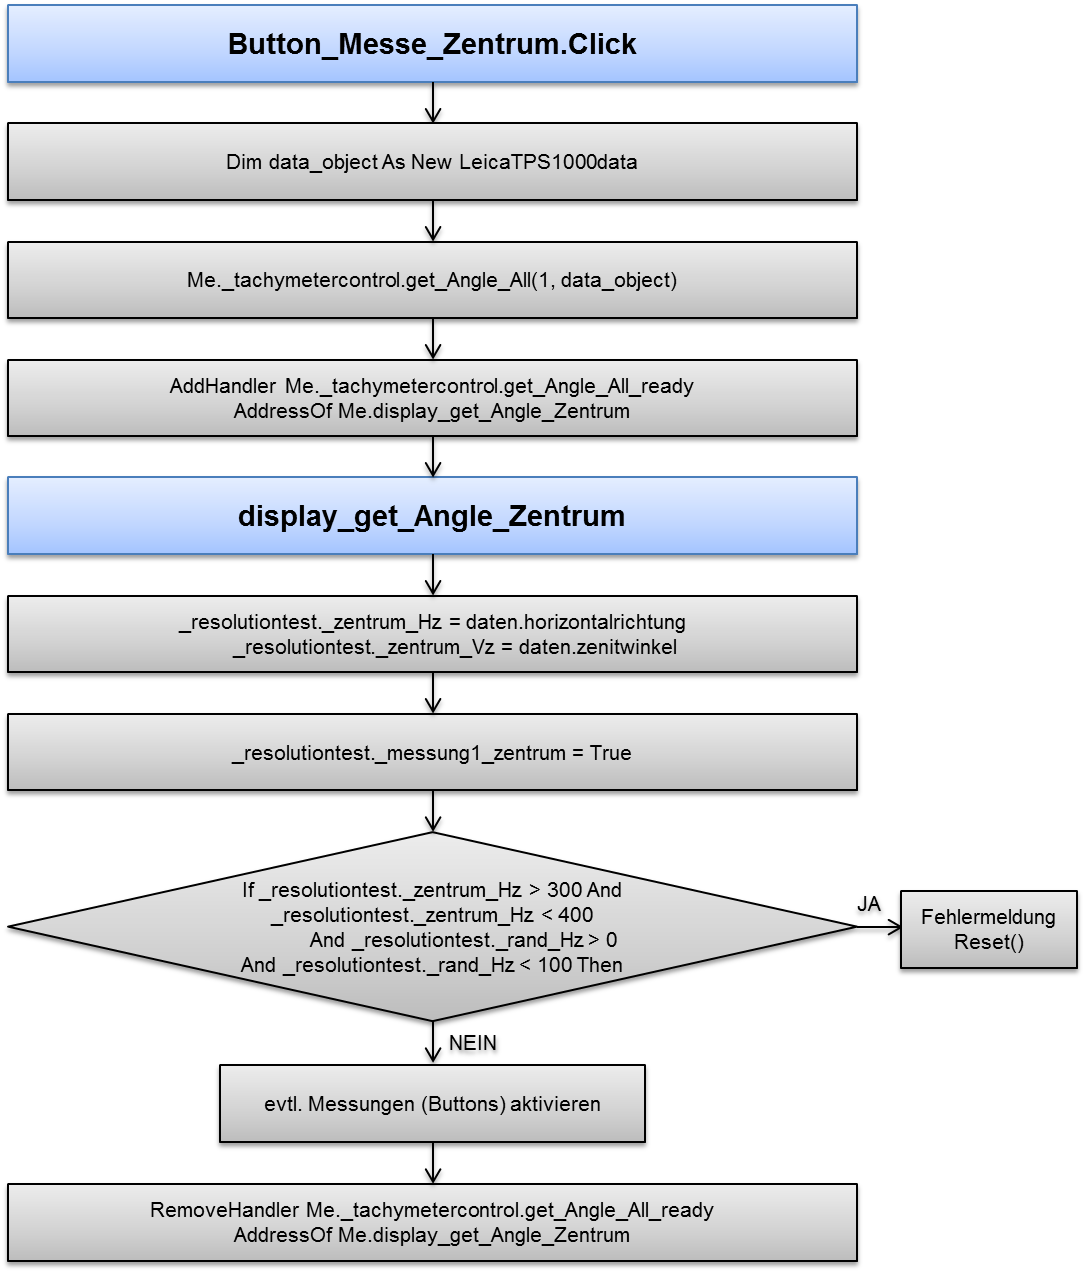 Button_Messe_Zentrum.Click
Dim data_object As New LeicaTPS1000data
Me._tachymetercontrol.get_Angle_All(1, data_object)
AddHandler Me._tachymetercontrol.get_Angle_All_ready
AddressOf Me.display_get_Angle_Zentrum
display_get_Angle_Zentrum
_resolutiontest._zentrum_Hz = daten.horizontalrichtung
_resolutiontest._zentrum_Vz = daten.zenitwinkel
_resolutiontest._messung1_zentrum = True
If _resolutiontest._zentrum_Hz > 300 And
_resolutiontest._zentrum_Hz < 400
And _resolutiontest._rand_Hz > 0
And _resolutiontest._rand_Hz < 100 Then
JA
Fehlermeldung
Reset()
NEIN
evtl. Messungen (Buttons) aktivieren
RemoveHandler Me._tachymetercontrol.get_Angle_All_ready
AddressOf Me.display_get_Angle_Zentrum